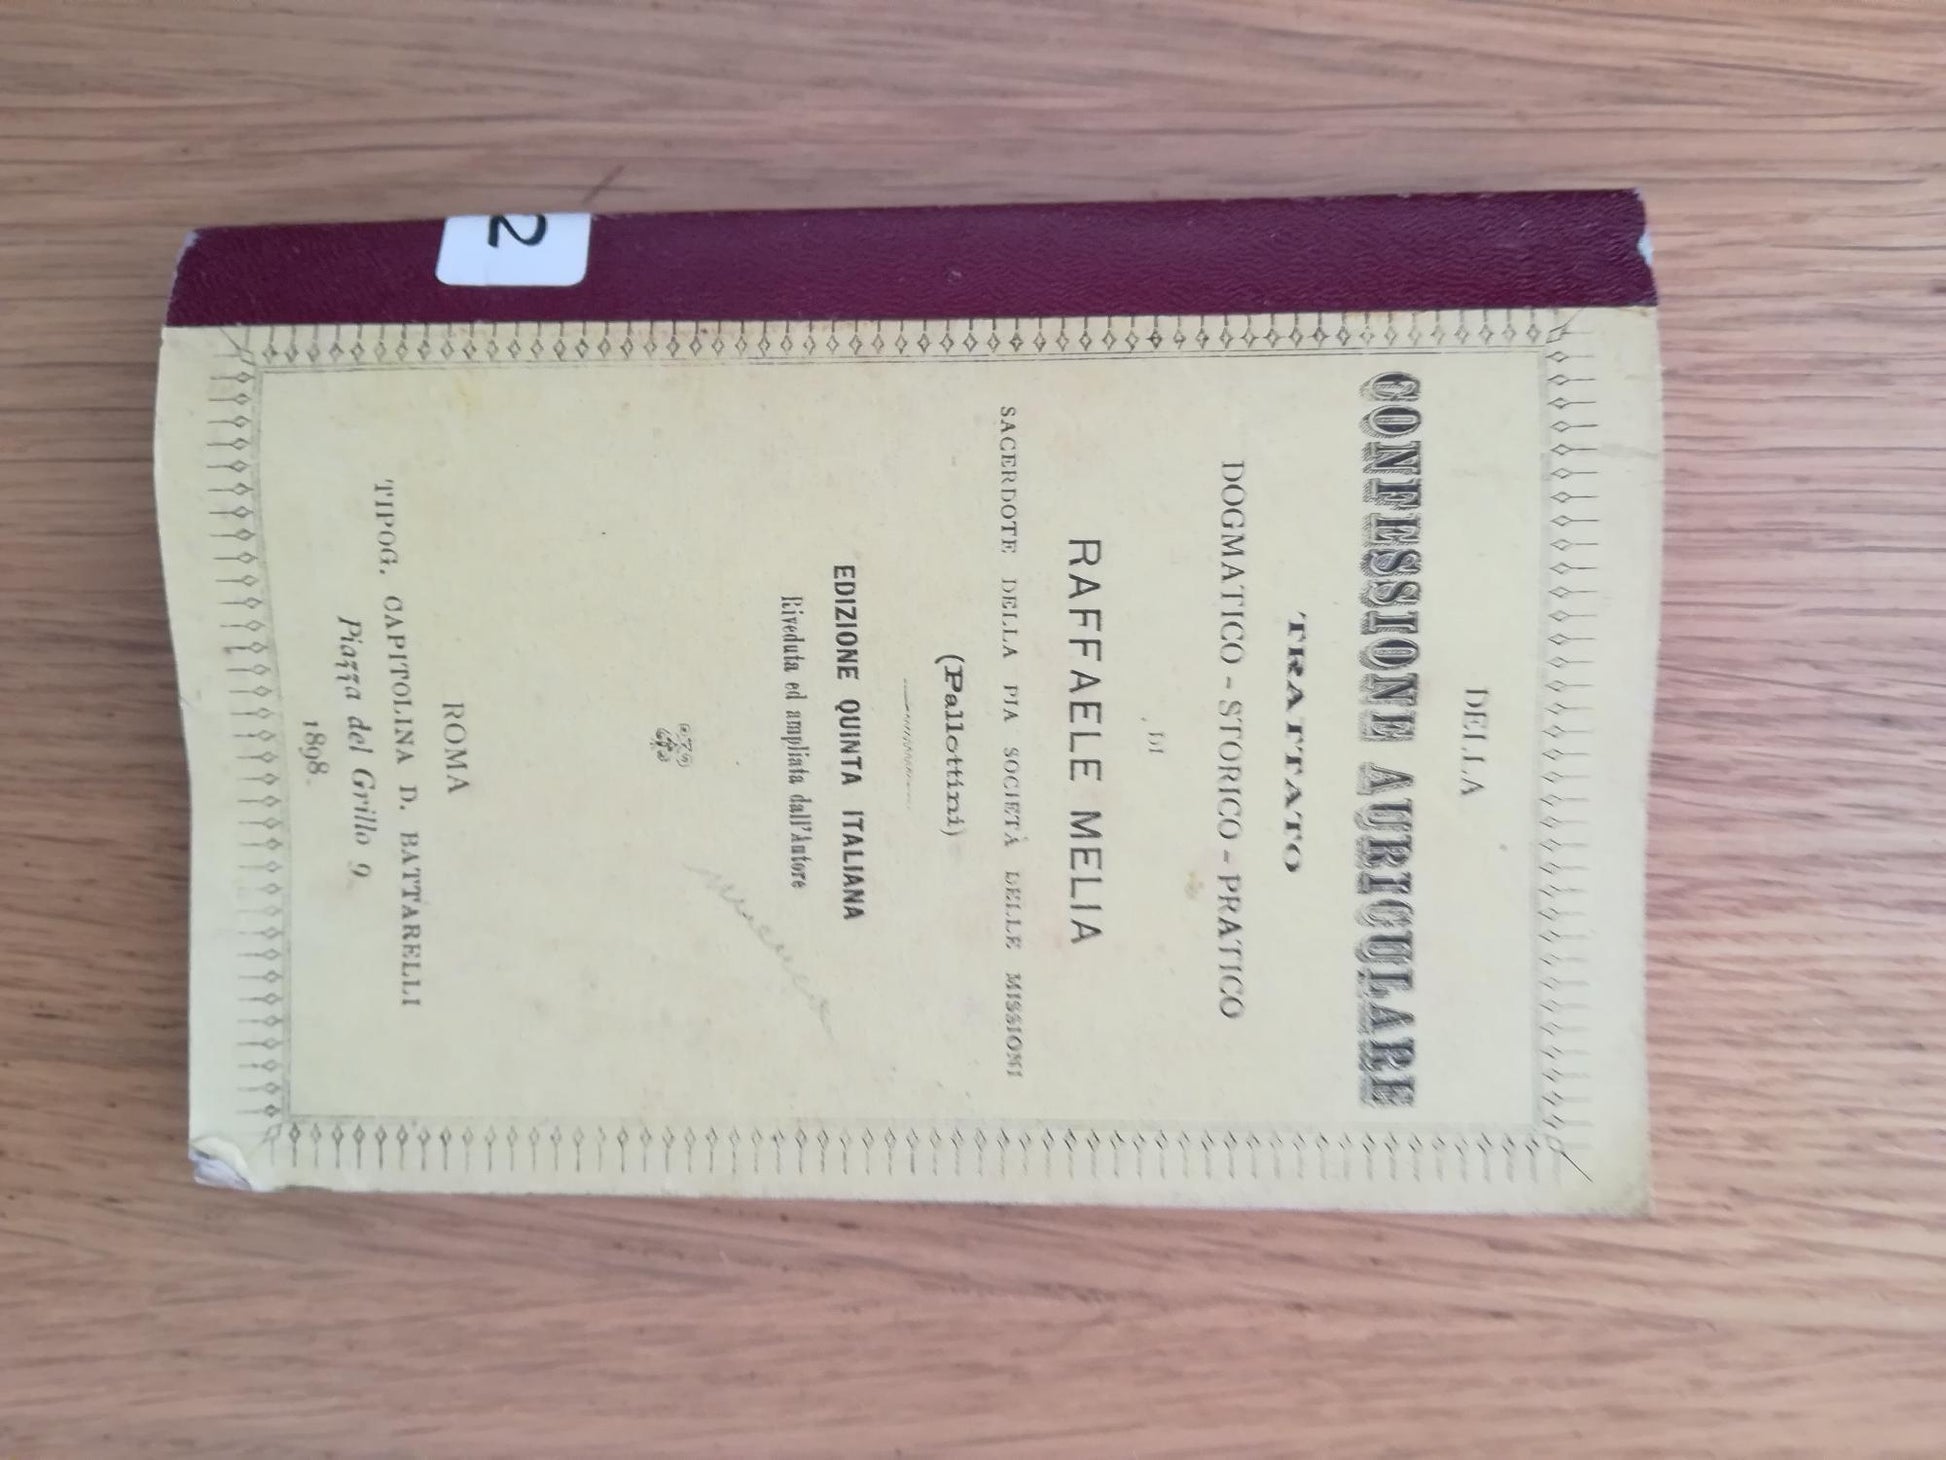 DELLA
CONFESSIONE AURICULARE
TRATTATO
DOGMATICO - STORICO - PRATICO
DI
RAFFAELE MELIA
SACERDOTE DELLA PIA SOCIETÀ DELLE MISSIONI
(Pallottini)
EDIZIONE QUINTA ITALIANA
Riveduta ed ampliata dall'Autore
ROMA
TIPOG. CAPITOLINA D. BATTARELLI
Piazza del Grillo 9
1898.
2